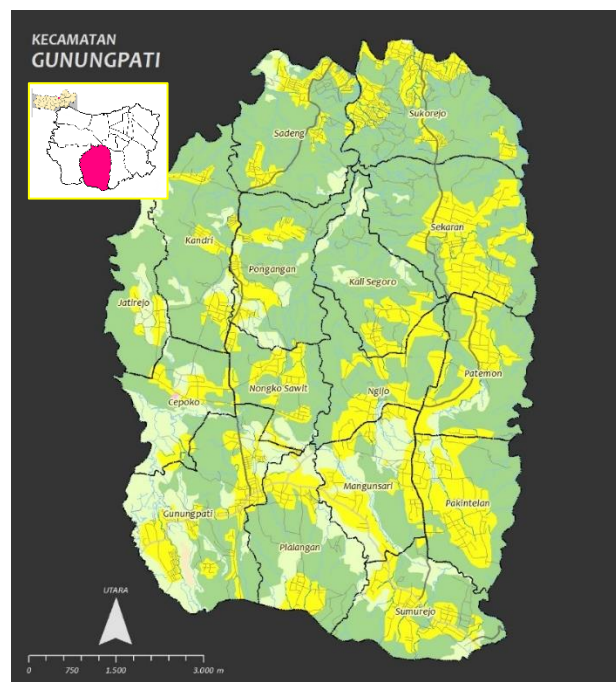 KECAMATAN
GUNUNGPATI
Sukorejo
Sadeng
Sekaran
Kandri
Pongangan
Kali Segoro
Jatirejo
Patemon
Nongko Sawit
Ngijo
Cepoko
Mangunsari
Pakintelan
Gunungpati
Plalangan
UTARA
Sumurejo
0 750 1.500 3.000 m